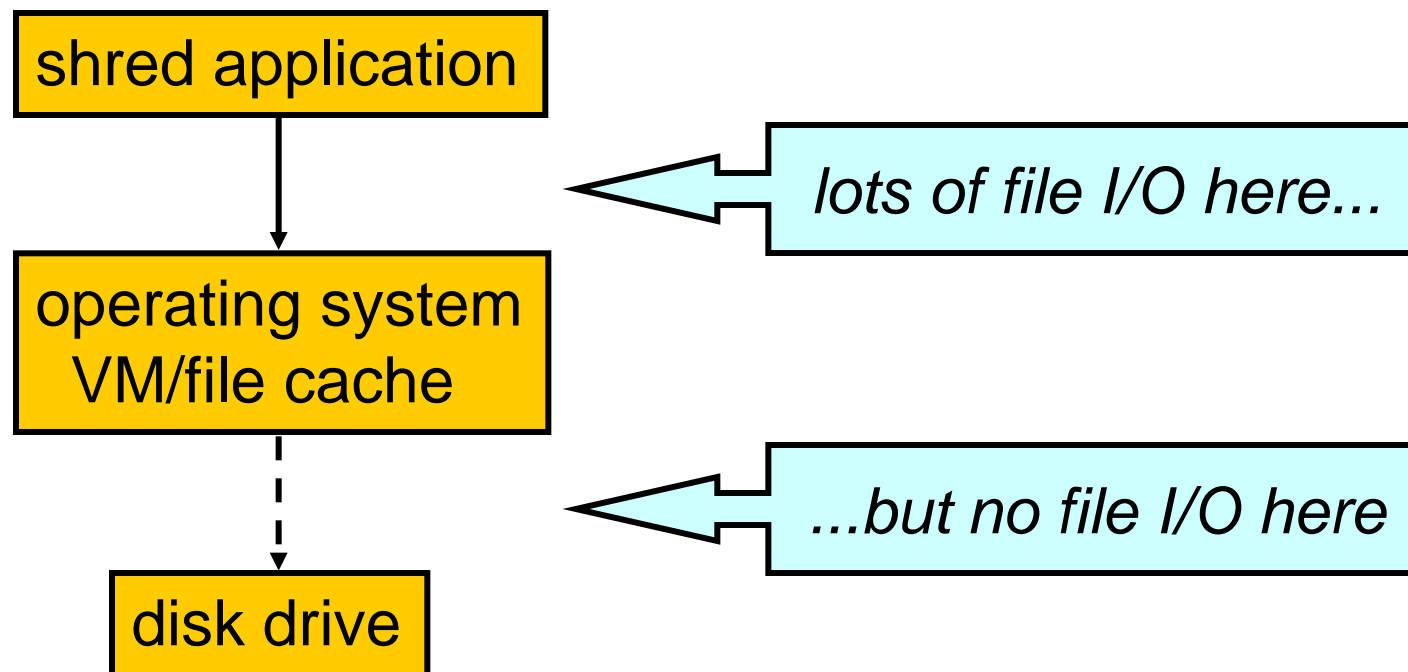 shred application
lots of file I/O here...
operating system
VM/file cache
...but no file I/O here
disk drive